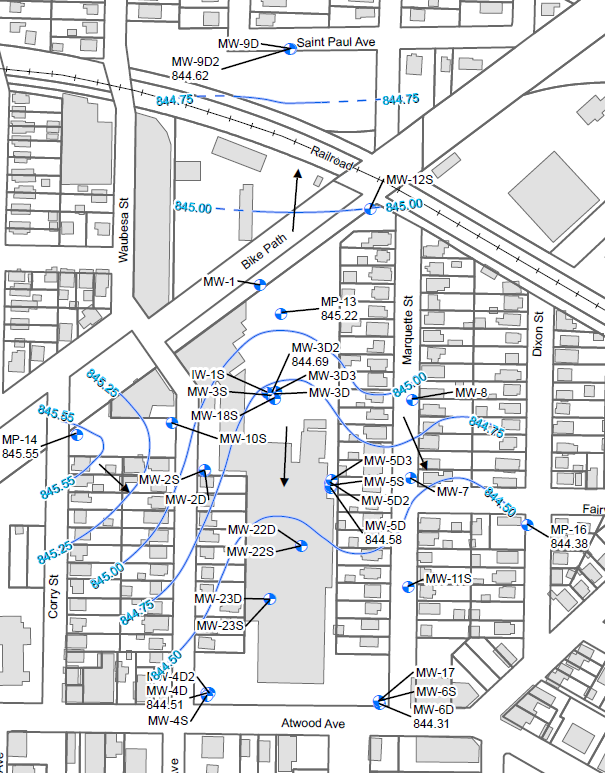 MW-9D
Saint Paul Ave
MW-9D2
844.62
844.75
844.75
Railroad
MW-12S
845.00
845.00
Waubesa St
Bike Path
MW-1
MP-13
845.22
Marquette St
Dixon St
MW-3D2
844.69
IW-1S
MW-3D3
MW-3S
MW-3D
MW-18S
845.25
845.00
MW-8
845.55
844.75
MP-14
845.55
MW-10S
MW-5D3
MW-2S
MW-5S
MW-7
845.55
MW-2D
MW-5D2
844.50
MW-5D
844.58
MW-22D
MP-16
844.38
845.25
MW-22S
845.00
MW-11S
Corry St
844.75
MW-23D
MW-23S
844.50
MW-4D2
MW-4D
844.51
MW-4S
MW-17
MW-6S
MW-6D
844.31
Atwood Ave
Ave
Ave